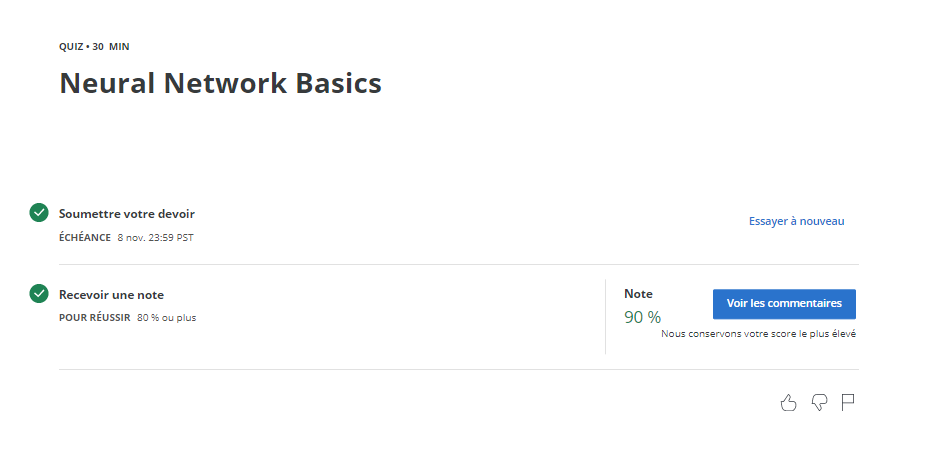 QUIZ • 30 MIN
Neural Network Basics
Soumettre votre devoir
ÉCHÉANCE 8 nov. 23:59 PST
Essayer à nouveau
Recevoir une note
POUR RÉUSSIR 80 % ou plus
Note
90 %
Voir les commentaires
Nous conservons votre score le plus élevé